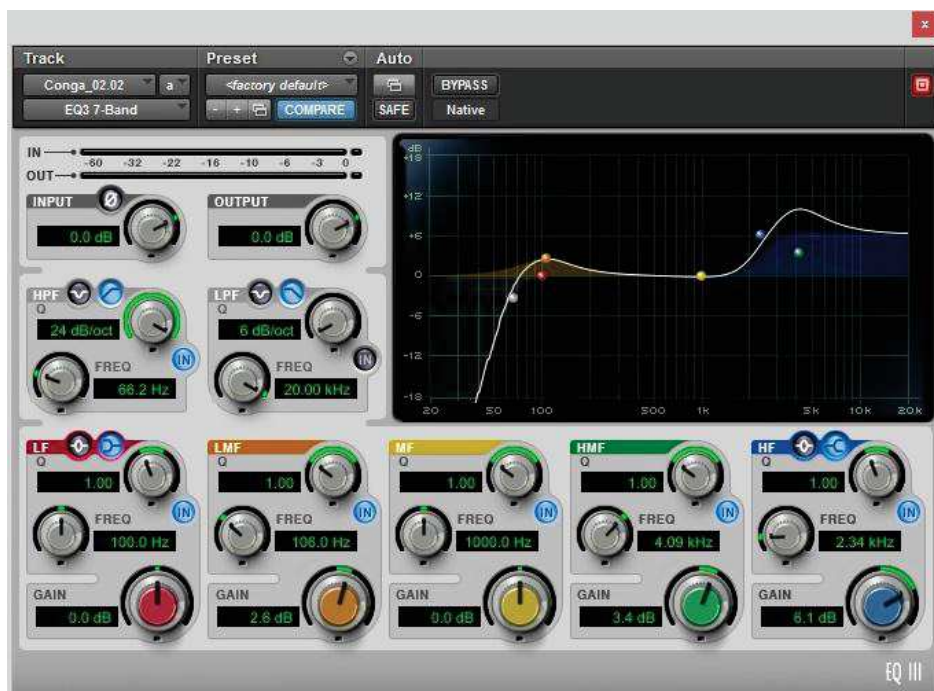 Track Preset Auto
Conga_02.02 a <factory default> BYPASS
EQ3 7-Band - + COMPARE SAFE Native
IN -60 -32 -22 -16 -10 -6 -3 0
OUT
INPUT Ø OUTPUT
0.0 dB 0.0 dB
HPF LPF
Q Q
24 dB/oct 6 dB/oct
IN IN
FREQ FREQ
66.2 Hz 20.00 kHz
dB
+18
+12
+6
0
-6
-12
-18
20 50 100 500 1k 5k 10k 20k
LF LMF MF HMF HF
Q Q Q Q Q
1.00 1.00 1.00 1.00 1.00
IN IN IN IN IN
FREQ FREQ FREQ FREQ FREQ
100.0 Hz 106.0 Hz 1000.0 Hz 4.09 kHz 2.34 kHz
GAIN GAIN GAIN GAIN GAIN
0.0 dB 2.6 dB 0.0 dB 3.4 dB 6.1 dB
EQ III